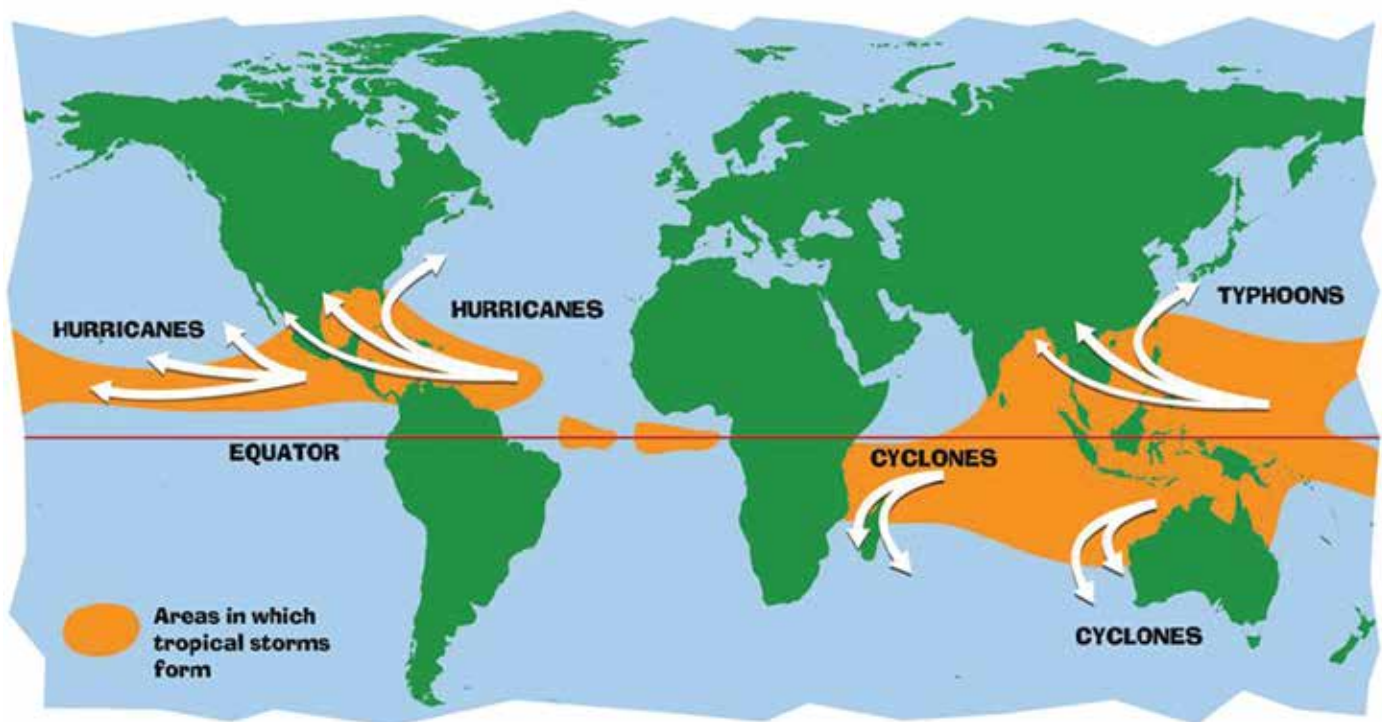 TYPHOONS
HURRICANES
HURRICANES
EQUATOR
CYCLONES
Areas in which
tropical storms
form
CYCLONES